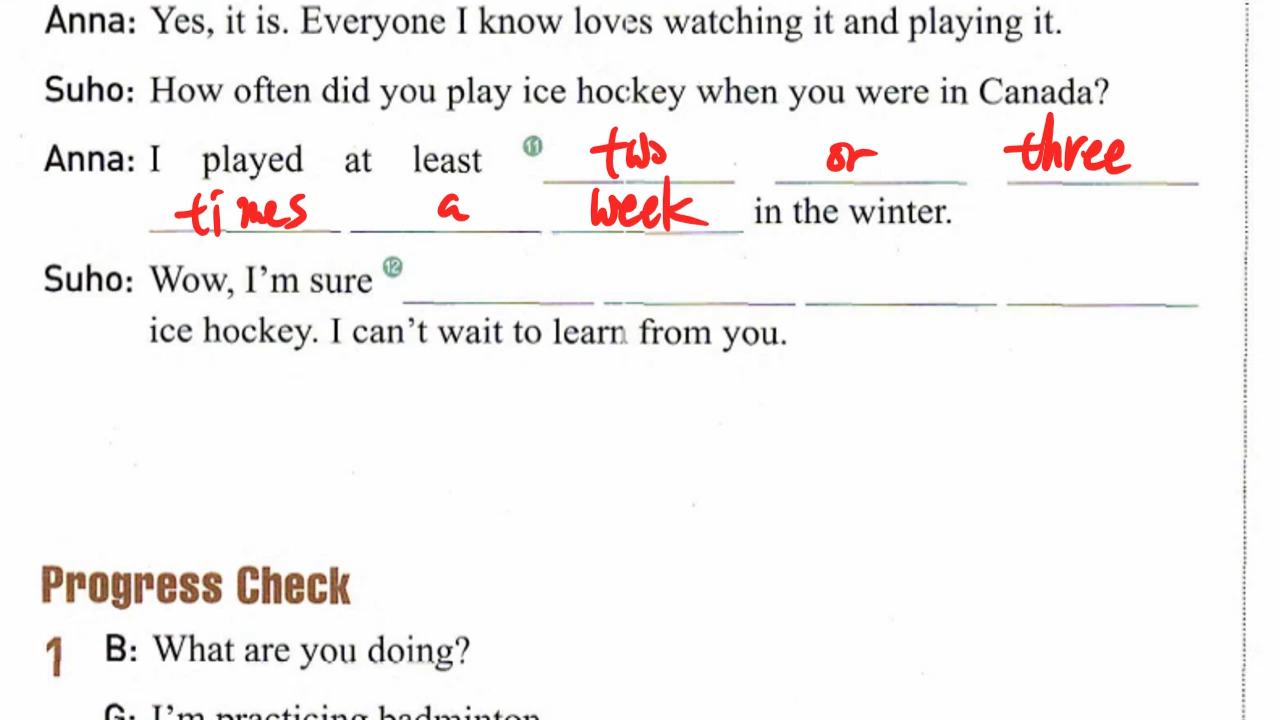 Anna: Yes, it is. Everyone I know loves watching it and playing it.
Suho: How often did you play ice hockey when you were in Canada?
Anna: I played at least ⑪ two or three
times a week in the winter.
Suho: Wow, I'm sure ⑫
ice hockey. I can't wait to learn from you.
Progress Check
1 B: What are you doing?
G: I'm practicing badminton.